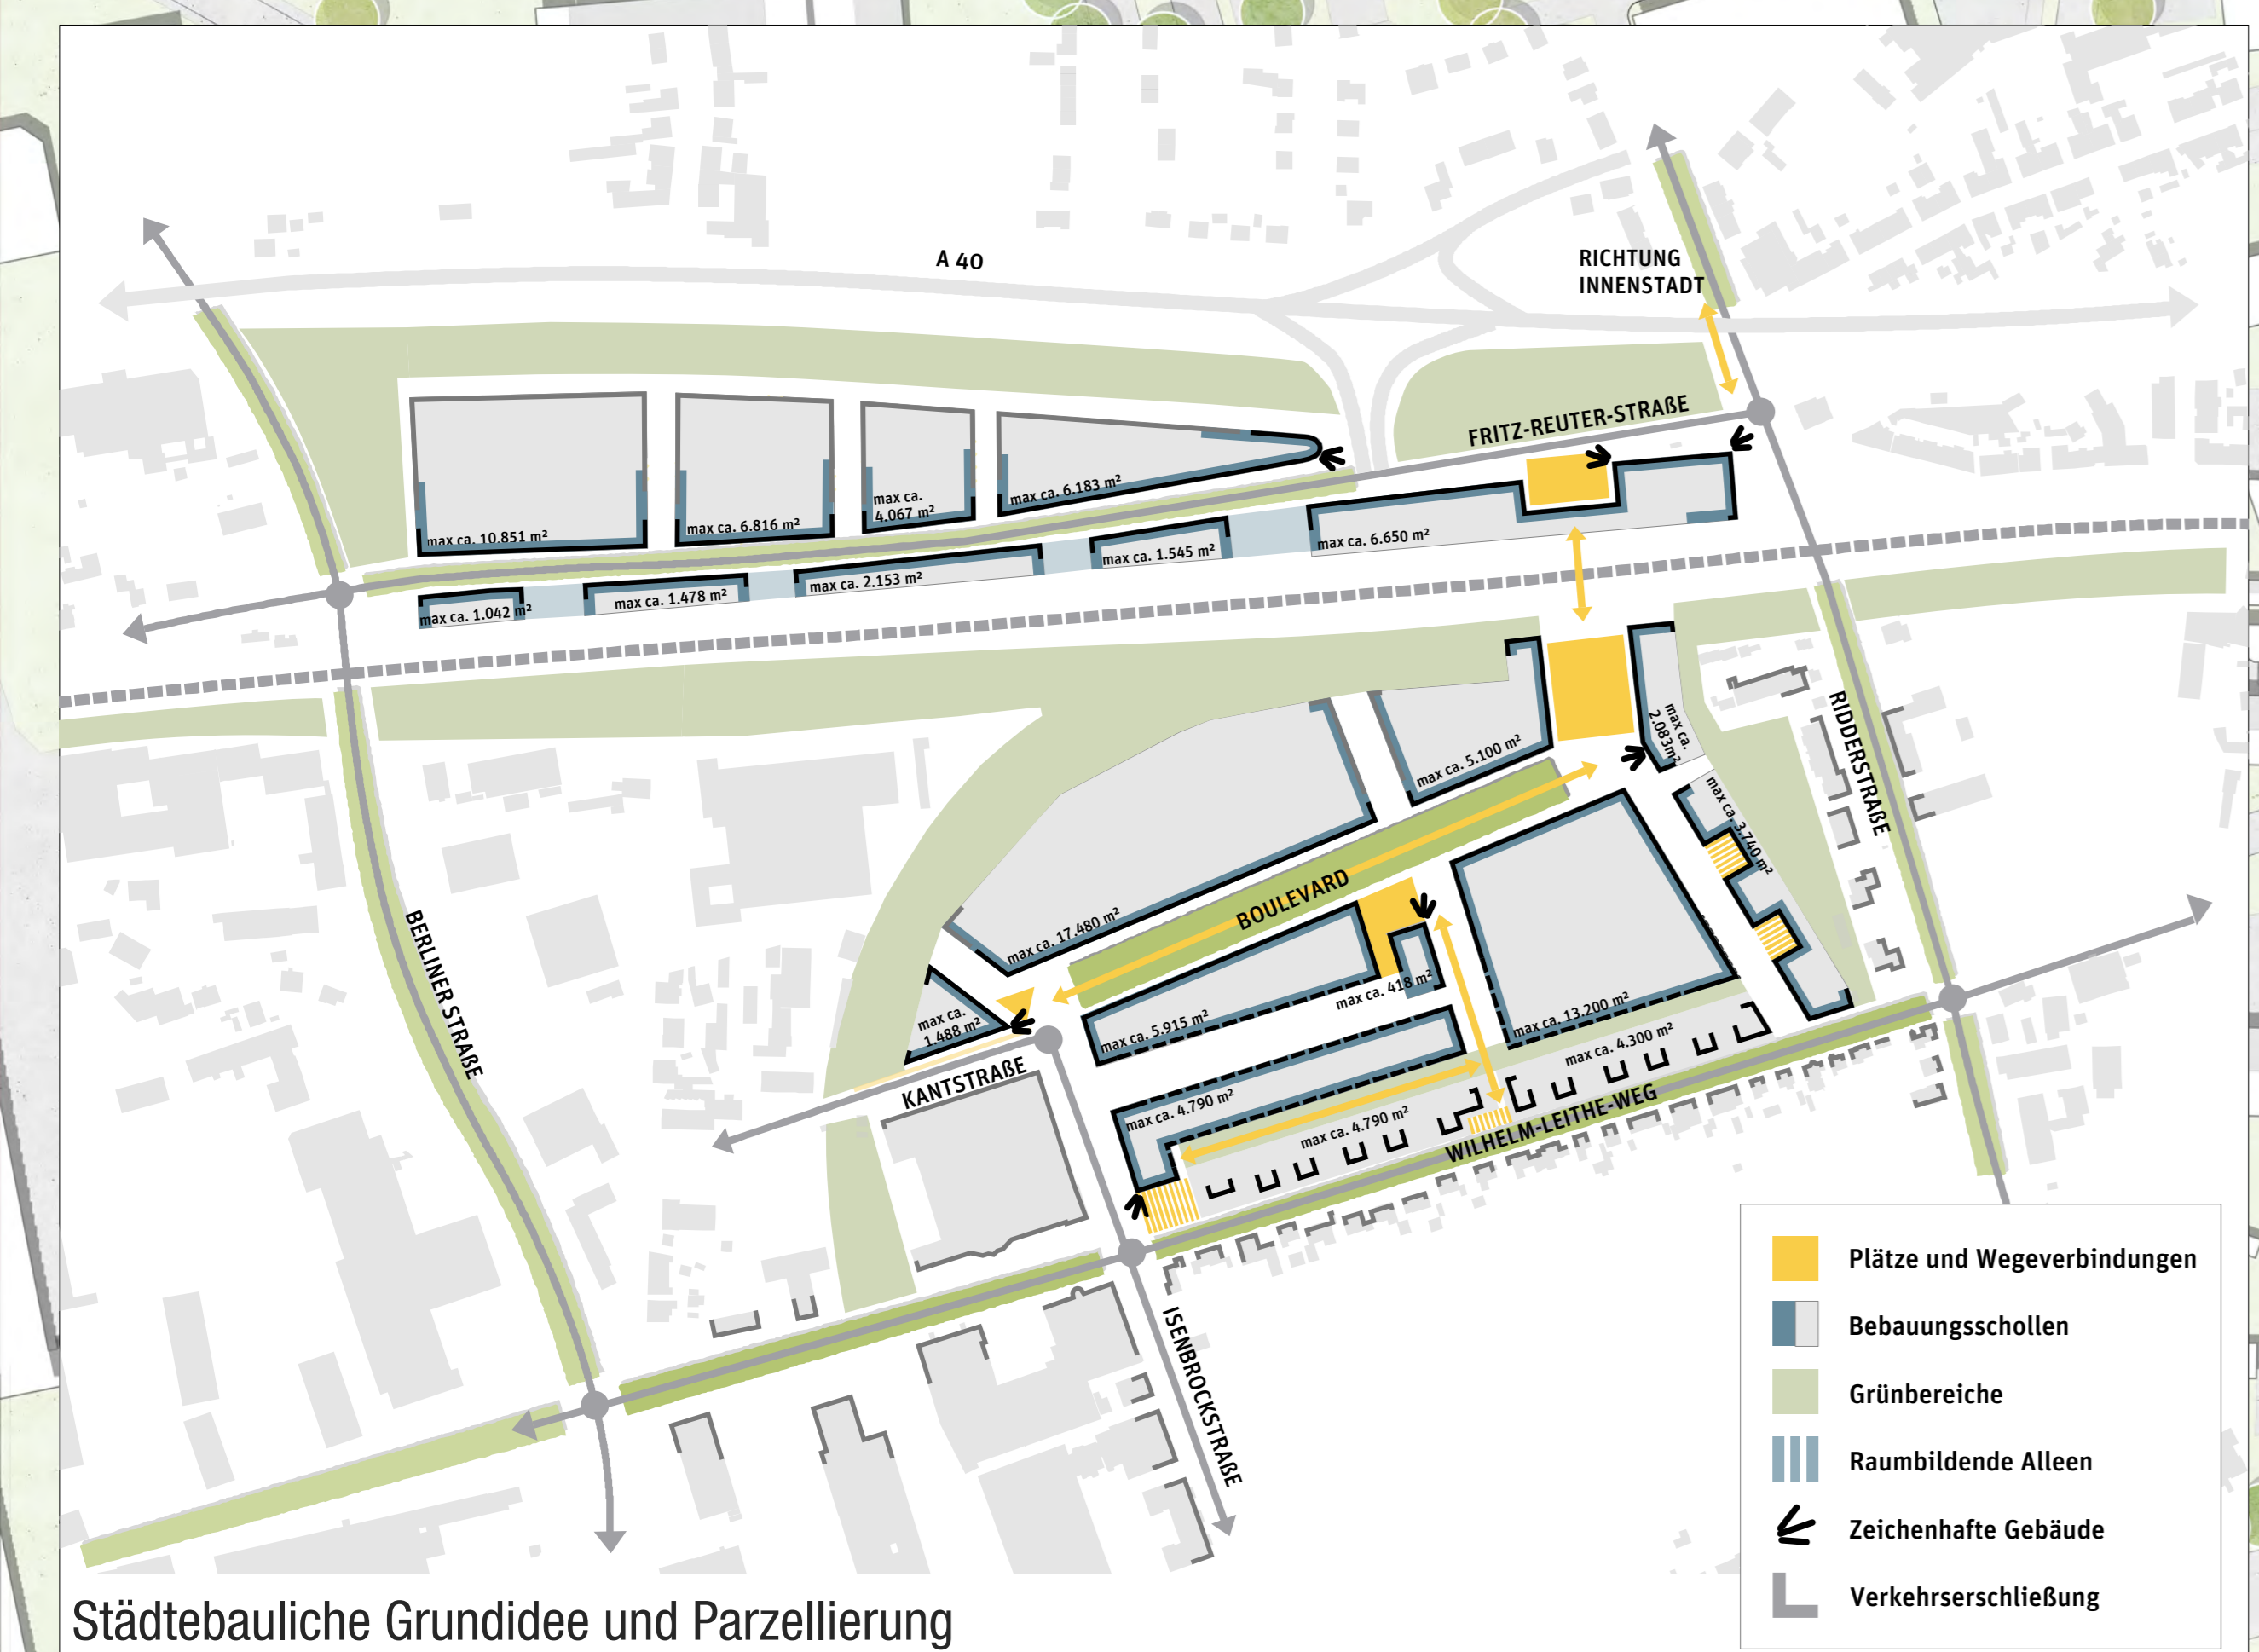 A 40
RICHTUNG
INNENSTADT
FRITZ-REUTER-STRAßE
max ca. 10.851 m²
max ca. 6.816 m²
max ca.
4.067 m²
max ca. 6.183 m²
max ca. 6.650 m²
max ca. 1.545 m²
max ca. 2.153 m²
max ca. 1.478 m²
max ca. 1.042 m²
max ca.
2.083m²
max ca. 5.100 m²
RIDDERSTRAßE
max ca. 3.740 m²
BOULEVARD
max ca. 17.480 m²
BERLINER STRAßE
max ca. 418 m²
max ca.
1.488 m²
max ca. 5.915 m²
max ca. 13.200 m²
max ca. 4.300 m²
KANTSTRAßE
max ca. 4.790 m²
max ca. 4.790 m²
WILHELM-LEITHE-WEG
ISENBROCKSTRAßE
Plätze und Wegeverbindungen
Bebauungsschollen
Grünbereiche
Raumbildende Alleen
Zeichenhafte Gebäude
Verkehrserschließung
Städtebauliche Grundidee und Parzellierung